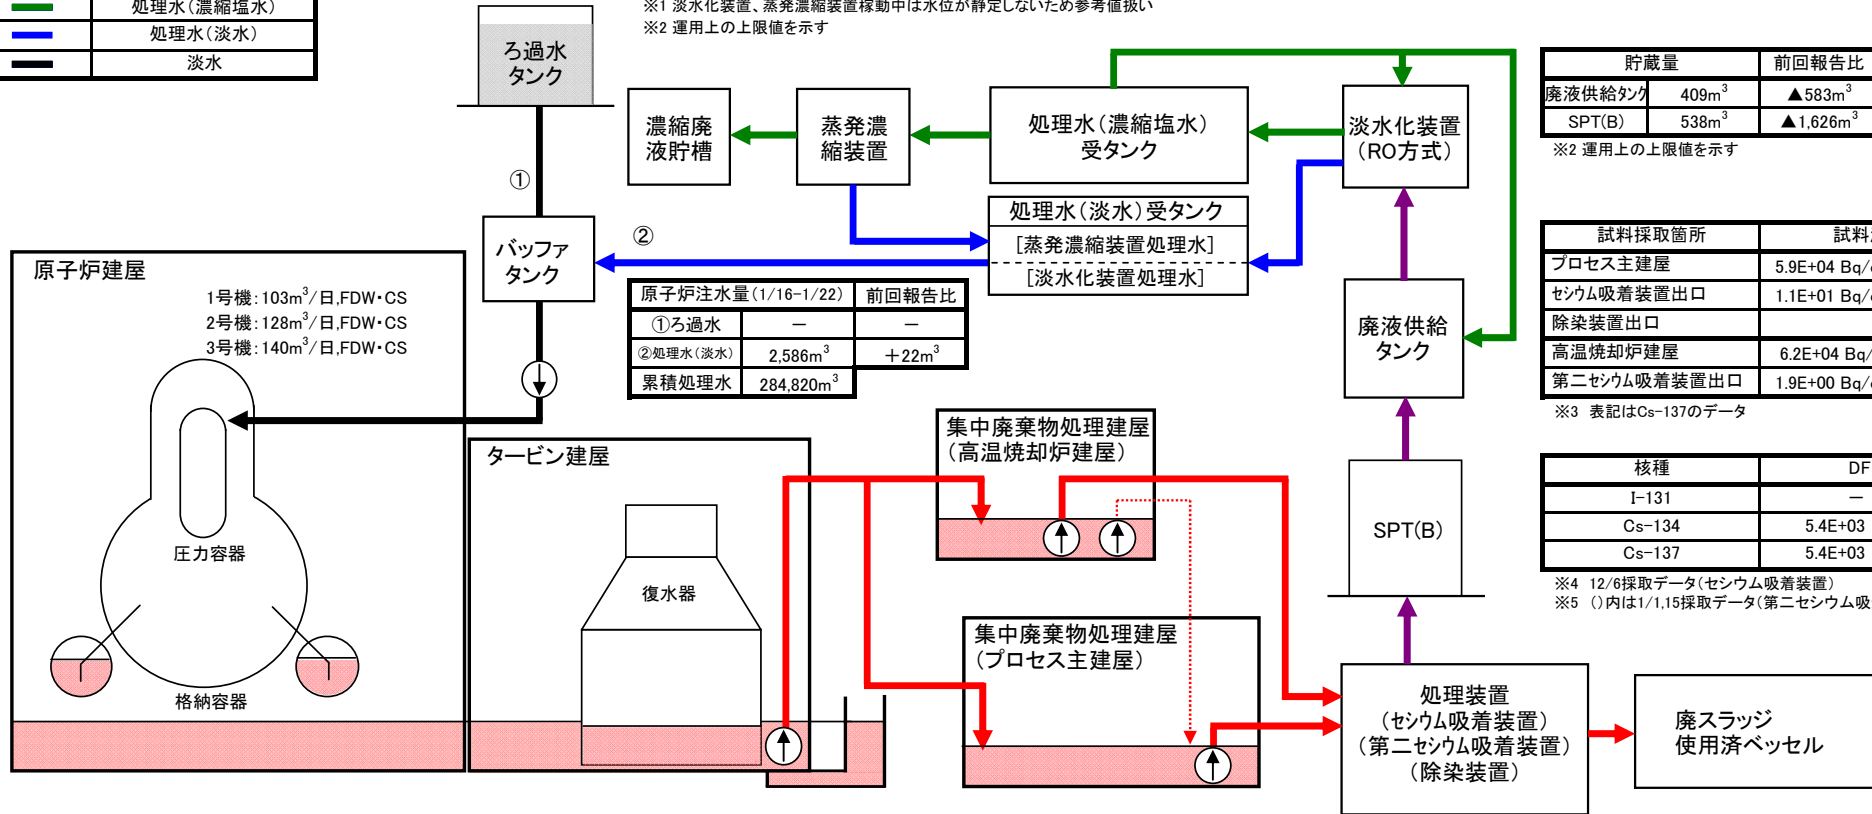 処理水(濃縮塩水)
処理水(淡水)
淡水
※1 淡水化装置、蒸発濃縮装置稼動中は水位が静定しないため参考値扱い
※2 運用上の上限値を示す
ろ過水
タンク
濃縮廃
液貯槽
蒸発濃
縮装置
処理水(濃縮塩水)
受タンク
淡水化装置
(RO方式)
貯蔵量 前回報告比
廃液供給タンク 409m³ ▲583m³
SPT(B) 538m³ ▲1,626m³
※2 運用上の上限値を示す
①
バッファ
タンク
②
処理水(淡水)受タンク
[蒸発濃縮装置処理水]
[淡水化装置処理水]
原子炉建屋
1号機:103m³/日,FDW・CS
2号機:128m³/日,FDW・CS
3号機:140m³/日,FDW・CS
原子炉注水量(1/16-1/22) 前回報告比
①ろ過水 − −
②処理水(淡水) 2,586m³ +22m³
累積処理水 284,820m³
廃液供給
タンク
試料採取箇所 試料
プロセス主建屋 5.9E+04 Bq/
セシウム吸着装置出口 1.1E+01 Bq/
除染装置出口
高温焼却炉建屋 6.2E+04 Bq/
第二セシウム吸着装置出口 1.9E+00 Bq/
※3 表記はCs-137のデータ
圧力容器
格納容器
タービン建屋
復水器
集中廃棄物処理建屋
(高温焼却炉建屋)
集中廃棄物処理建屋
(プロセス主建屋)
SPT(B)
核種 DF
I-131 −
Cs-134 5.4E+03
Cs-137 5.4E+03
※4 12/6採取データ(セシウム吸着装置)
※5 ()内は1/1,15採取データ(第二セシウム吸
処理装置
(セシウム吸着装置)
(第二セシウム吸着装置)
(除染装置)
廃スラッジ
使用済ベッセル